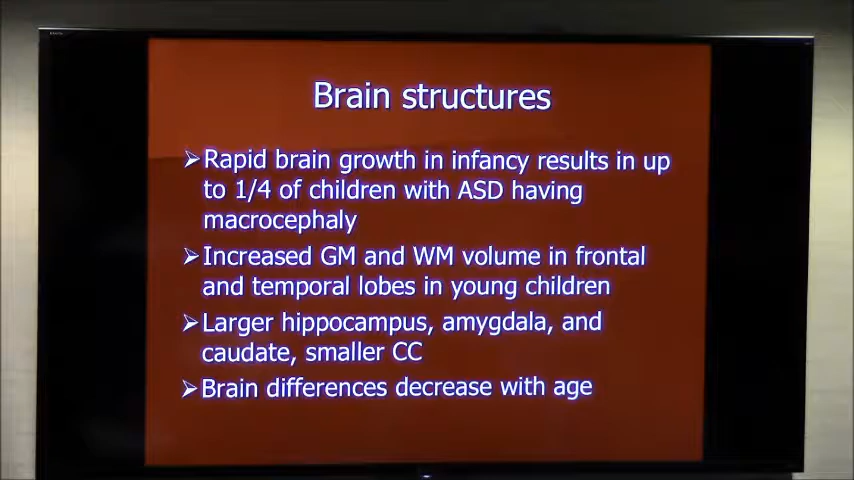 Brain structures
➢Rapid brain growth in infancy results in up
to 1/4 of children with ASD having
macrocephaly
➢Increased GM and WM volume in frontal
and temporal lobes in young children
➢Larger hippocampus, amygdala, and
caudate, smaller CC
➢Brain differences decrease with age